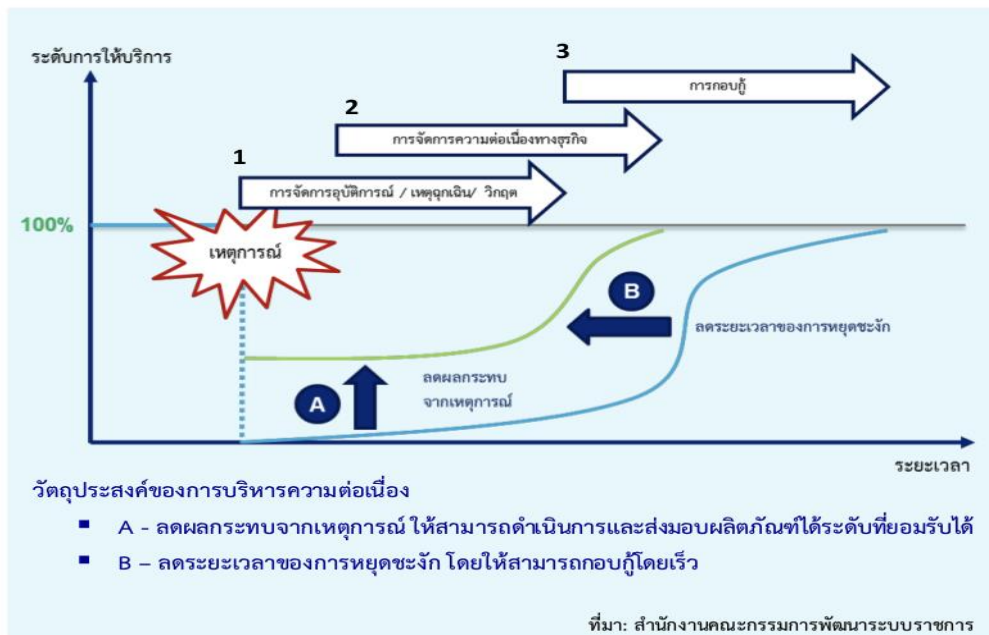 ระดับการให้บริการ
3
การกอบกู้
2
การจัดการความต่อเนื่องทางธุรกิจ
1
การจัดการอุบัติการณ์ / เหตุฉุกเฉิน/ วิกฤต
100%
เหตุการณ์
B
ลดระยะเวลาของการหยุดชะงัก
A
ลดผลกระทบ
จากเหตุการณ์
ระยะเวลา
วัตถุประสงค์ของการบริหารความต่อเนื่อง
▪ A - ลดผลกระทบจากเหตุการณ์ ให้สามารถดำเนินการและส่งมอบผลิตภัณฑ์ได้ระดับที่ยอมรับได้
▪ B – ลดระยะเวลาของการหยุดชะงัก โดยให้สามารถกอบกู้โดยเร็ว
ที่มา: สำนักงานคณะกรรมการพัฒนาระบบราชการ